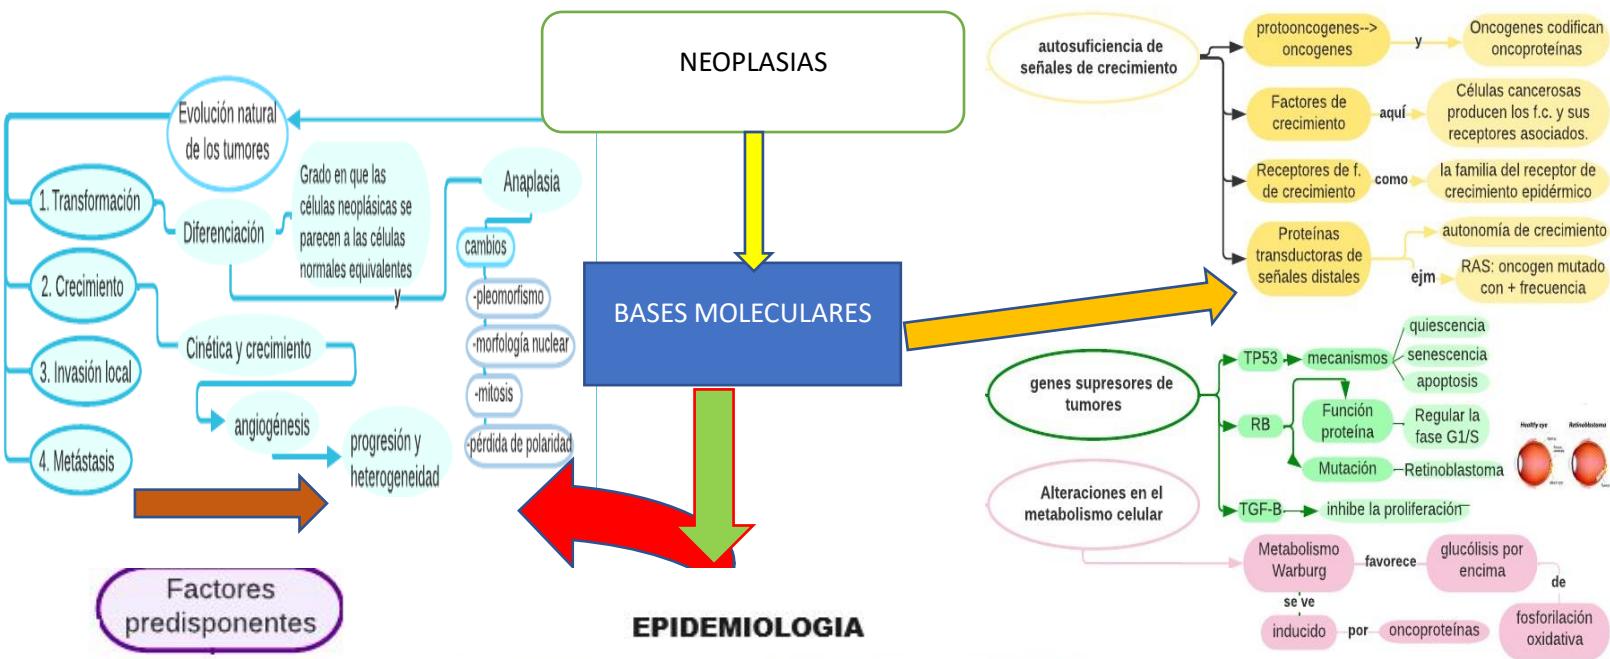 NEOPLASIAS
BASES MOLECULARES
Evolución natural
de los tumores
1. Transformación
2. Crecimiento
3. Invasión local
4. Metástasis
Diferenciación
Grado en que las
células neoplásicas se
parecen a las células
normales equivalentes
y
Anaplasia
cambios
-pleomorfismo
-morfología nuclear
-mitosis
-pérdida de polaridad
Cinética y crecimiento
angiogénesis
progresión y
heterogeneidad
Factores
predisponentes
EPIDEMIOLOGIA
autosuficiencia de
señales de crecimiento
protooncogenes-->
oncogenes
y
Oncogenes codifican
oncoproteínas
Factores de
crecimiento
aquí
Células cancerosas
producen los f.c. y sus
receptores asociados.
Receptores de f.
de crecimiento
como
la familia del receptor de
crecimiento epidérmico
Proteínas
transductoras de
señales distales
autonomía de crecimiento
ejm
RAS: oncogen mutado
con + frecuencia
genes supresores de
tumores
TP53
mecanismos
quiescencia
senescencia
apoptosis
RB
Función
proteína
Regular la
fase G1/S
Mutación
Retinoblastoma
Healthy eye
Retinoblastoma
TGF-B
inhibe la proliferación
Alteraciones en el
metabolismo celular
Metabolismo
Warburg
favorece
glucólisis por
encima
de
fosforilación
oxidativa
se ve
inducido
por
oncoproteínas